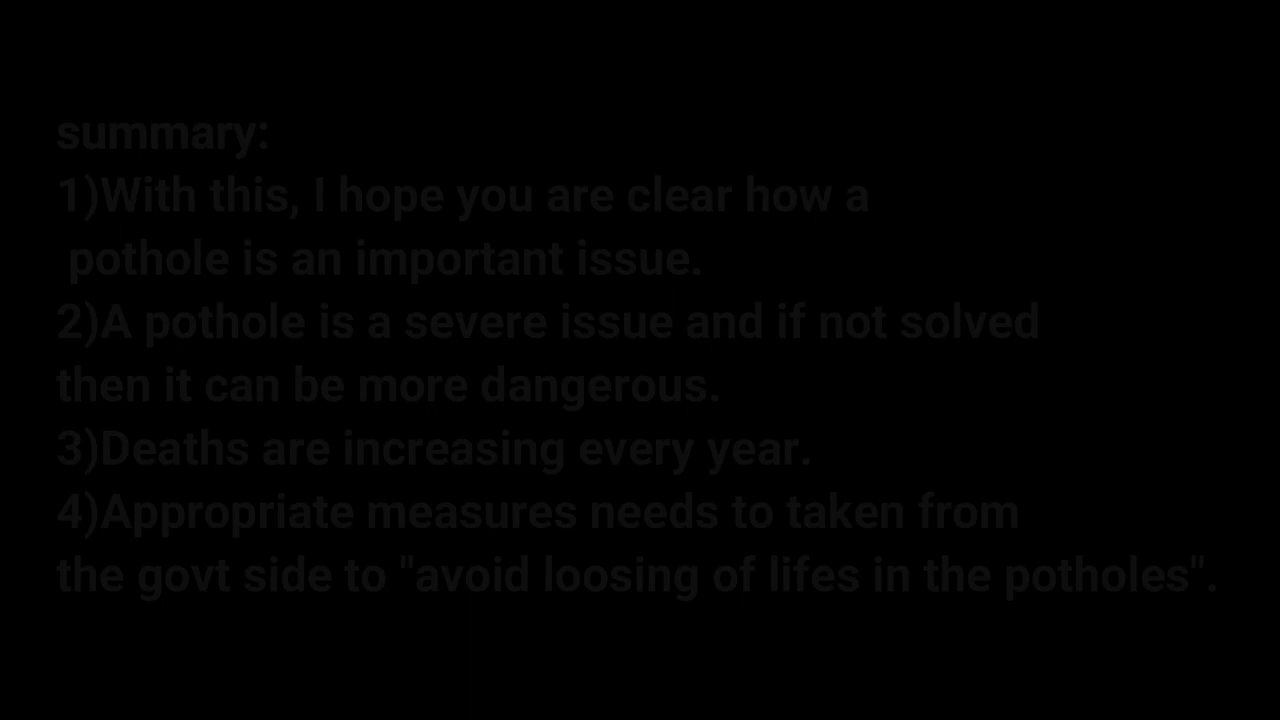 summary:
1)With this, I hope you are clear how a
pothole is an important issue.
2)A pothole is a severe issue and if not solved
then it can be more dangerous.
3)Deaths are increasing every year.
4)Appropriate measures needs to taken from
the govt side to "avoid loosing of lifes in the potholes".